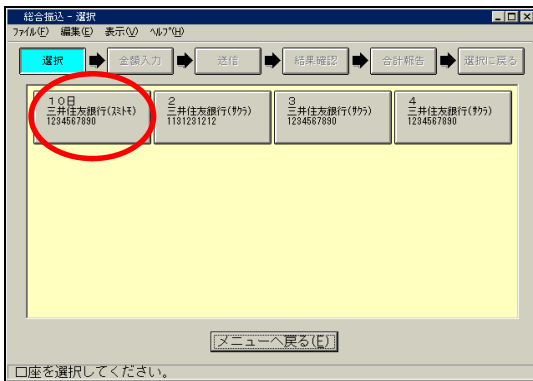 総合振込 - 選択
ファイル(F) 編集(E) 表示(V) ヘルプ(H)
選択 ➡ 金額入力 ➡ 送信 ➡ 結果確認 ➡ 合計報告 ➡ 選択に戻る
10日
三井住友銀行(スミトモ)
1234567890
2
三井住友銀行(サクラ)
1131231212
3
三井住友銀行(サクラ)
1234567890
4
三井住友銀行(サクラ)
1234567890
メニューへ戻る(E)
口座を選択してください。